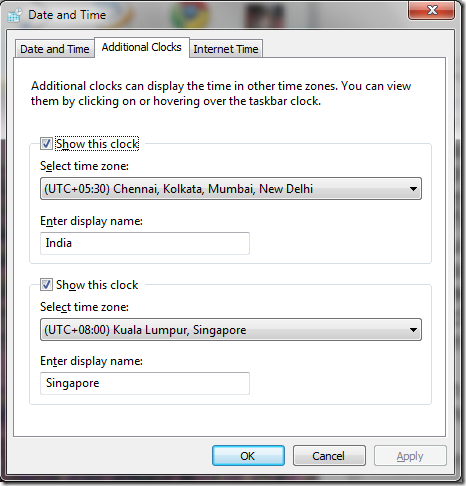 Date and Time
Date and Time Additional Clocks Internet Time
Additional clocks can display the time in other time zones. You can view
them by clicking on or hovering over the taskbar clock.
Show this clock
Select time zone:
(UTC+05:30) Chennai, Kolkata, Mumbai, New Delhi
Enter display name:
India
Show this clock
Select time zone:
(UTC+08:00) Kuala Lumpur, Singapore
Enter display name:
Singapore
OK Cancel Apply